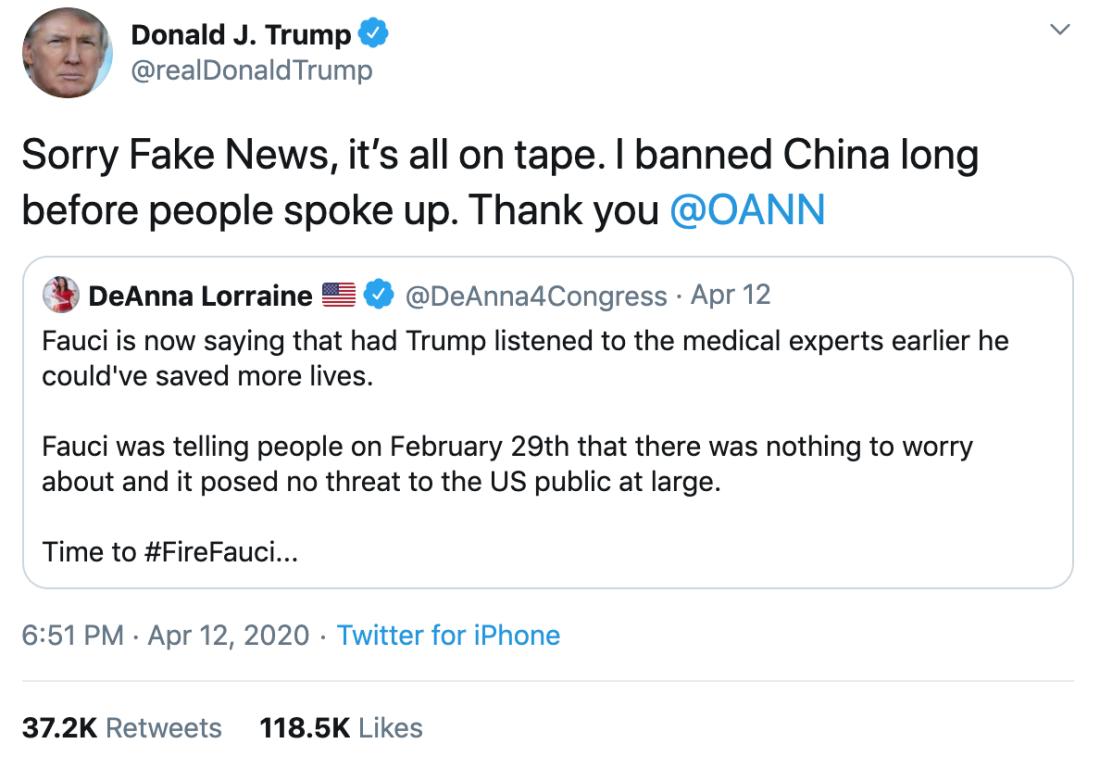 Donald J. Trump
@realDonaldTrump
Sorry Fake News, it’s all on tape. I banned China long
before people spoke up. Thank you @OANN
DeAnna Lorraine 🇺🇸 @DeAnna4Congress · Apr 12
Fauci is now saying that had Trump listened to the medical experts earlier he
could've saved more lives.
Fauci was telling people on February 29th that there was nothing to worry
about and it posed no threat to the US public at large.
Time to #FireFauci...
6:51 PM · Apr 12, 2020 · Twitter for iPhone
37.2K Retweets 118.5K Likes